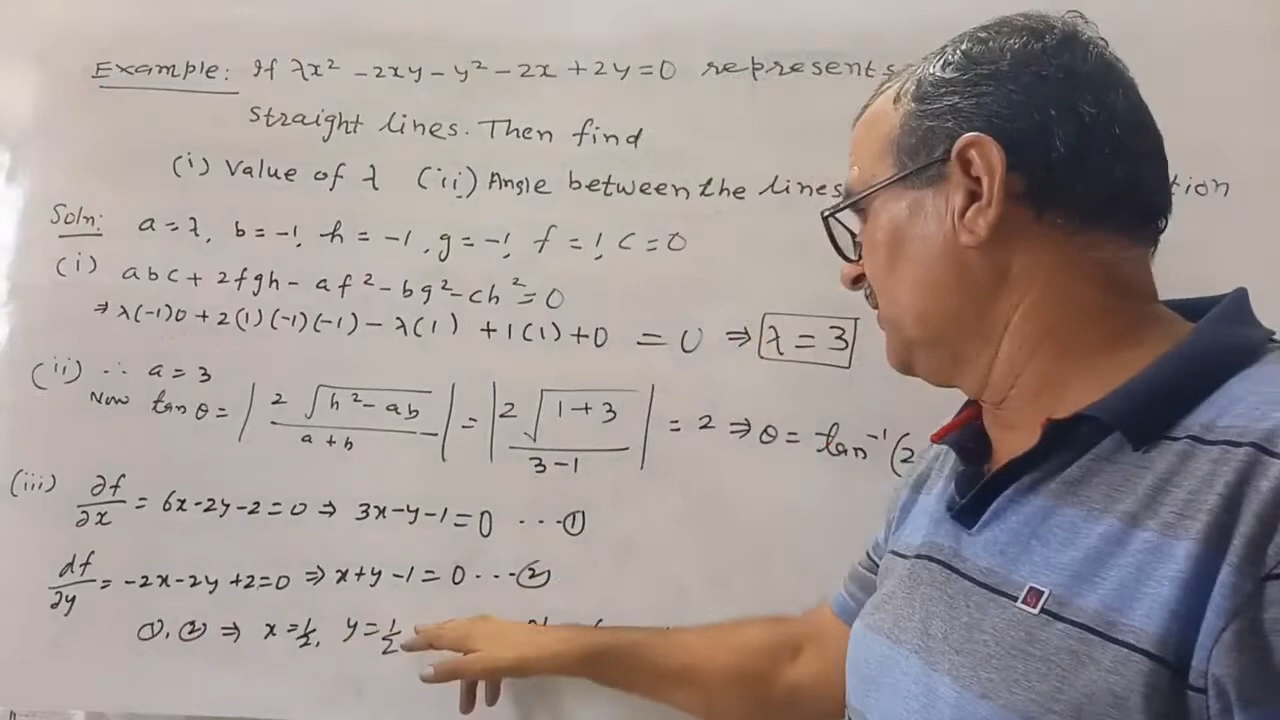 Example: If λx² - 2xy - y² - 2x + 2y = 0 represents
straight lines. Then find
(i) Value of λ (ii) Angle between the lines
Soln: a = λ, b = -1, h = -1, g = -1, f = 1, c = 0
(i) abc + 2fgh - af² - bg² - ch² = 0
⇒ λ(-1)0 + 2(1)(-1)(-1) - λ(1) + 1(1) + 0 = 0 ⇒ λ = 3
(ii) ∴ a = 3
Now tan θ = | 2√(h² - ab) / (a + b) | = | 2√(1+3) / (3-1) | = 2 ⇒ θ = tan⁻¹(2
(iii) ∂f/∂x = 6x - 2y - 2 = 0 ⇒ 3x - y - 1 = 0 ... ①
df/∂y = -2x - 2y + 2 = 0 ⇒ x + y - 1 = 0 ... ②
①, ② ⇒ x = 1/2, y = 1/2